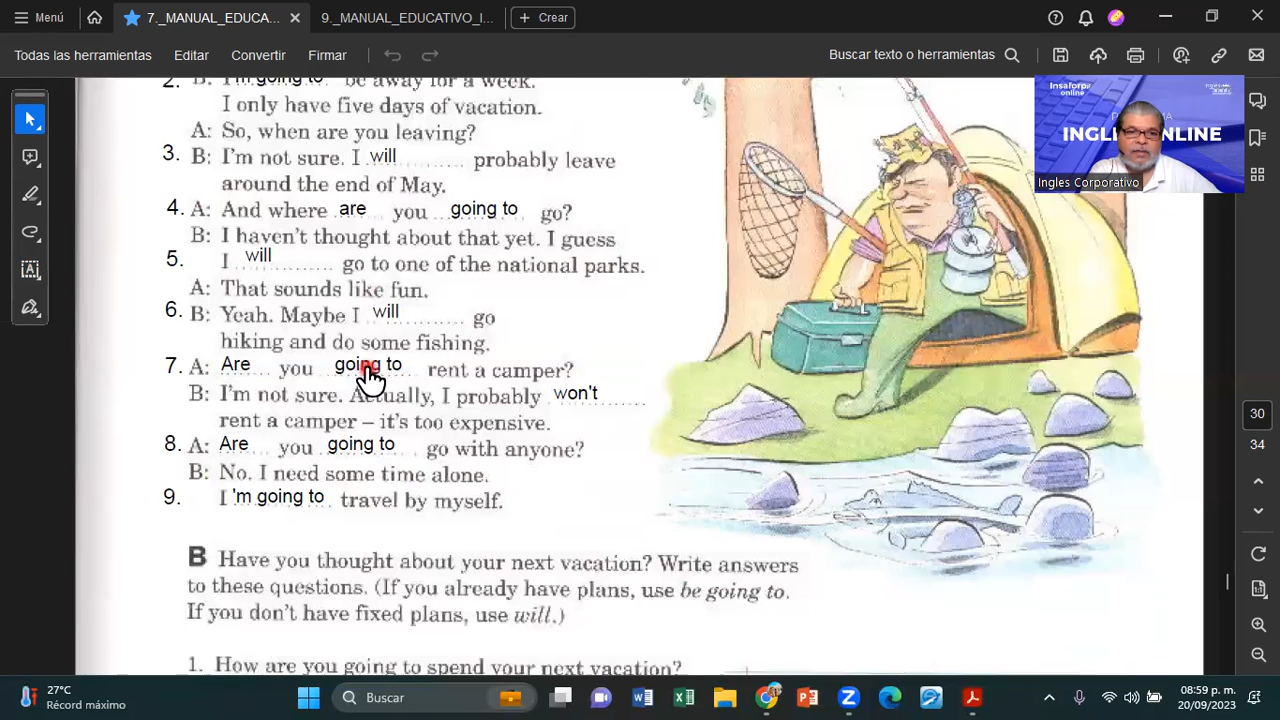 Menú
7._MANUAL_EDUCA...
9._MANUAL_EDUCATIVO_I...
Crear
Todas las herramientas
Editar
Convertir
Firmar
Buscar texto o herramientas
Insaforp online
INGL ONLINE
Ingles Corporativo
2. B: I'm going to be away for a week.
I only have five days of vacation.
A: So, when are you leaving?
3. B: I'm not sure. I will probably leave
around the end of May.
4. A: And where are you going to go?
B: I haven't thought about that yet. I guess
5. I will go to one of the national parks.
A: That sounds like fun.
6. B: Yeah. Maybe I will go
hiking and do some fishing.
7. A: Are you going to rent a camper?
B: I'm not sure. Actually, I probably won't
rent a camper – it's too expensive.
8. A: Are you going to go with anyone?
B: No. I need some time alone.
9. I 'm going to travel by myself.
B Have you thought about your next vacation? Write answers
to these questions. (If you already have plans, use be going to.
If you don't have fixed plans, use will.)
1. How are you going to spend your next vacation?
30
34
1:1
27°C
Récord máximo
Buscar
08:59 p. m.
20/09/2023